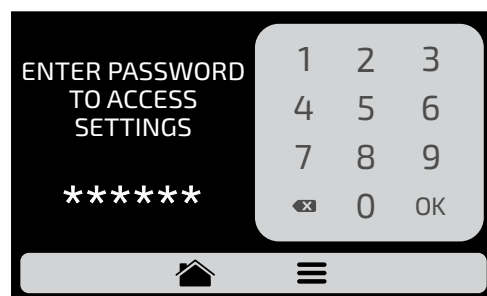 ENTER PASSWORD
TO ACCESS
SETTINGS
******
1 2 3
4 5 6
7 8 9
0 OK